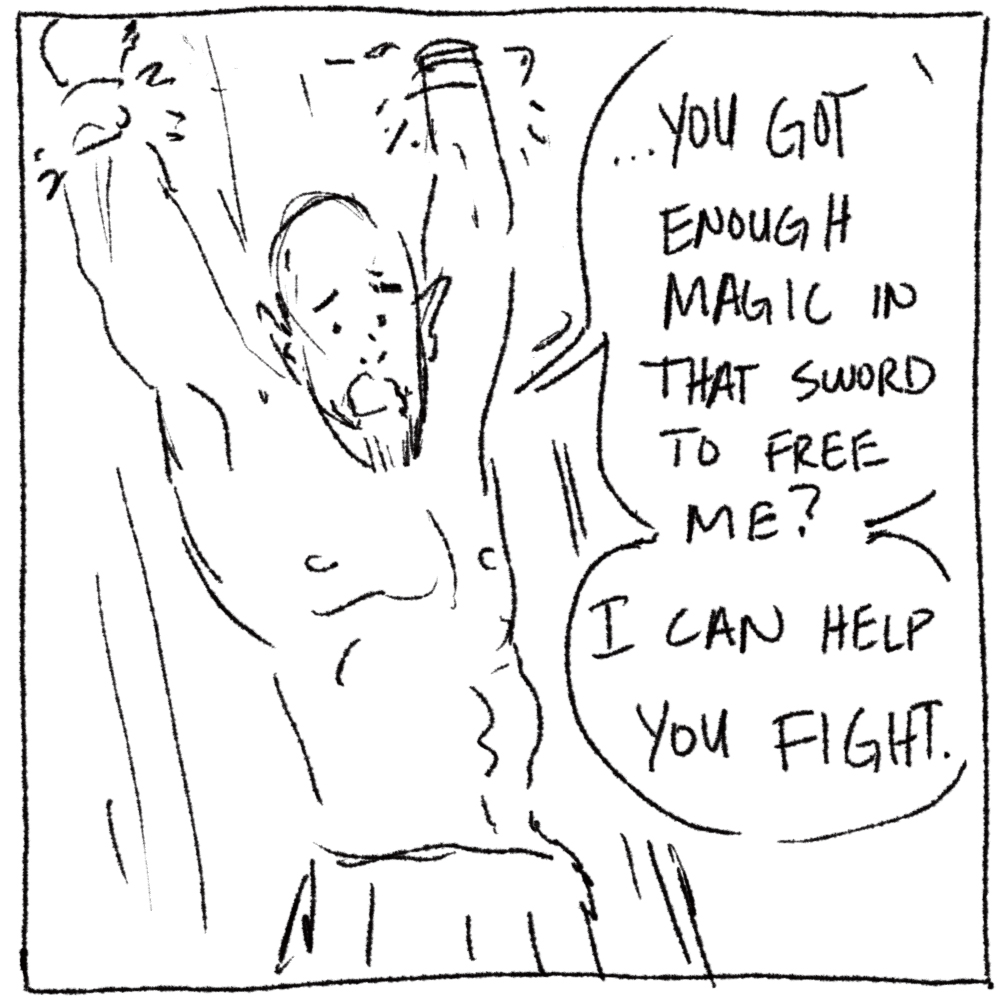 ...YOU GOT
ENOUGH
MAGIC IN
THAT SWORD
TO FREE
ME?
I CAN HELP
YOU FIGHT.